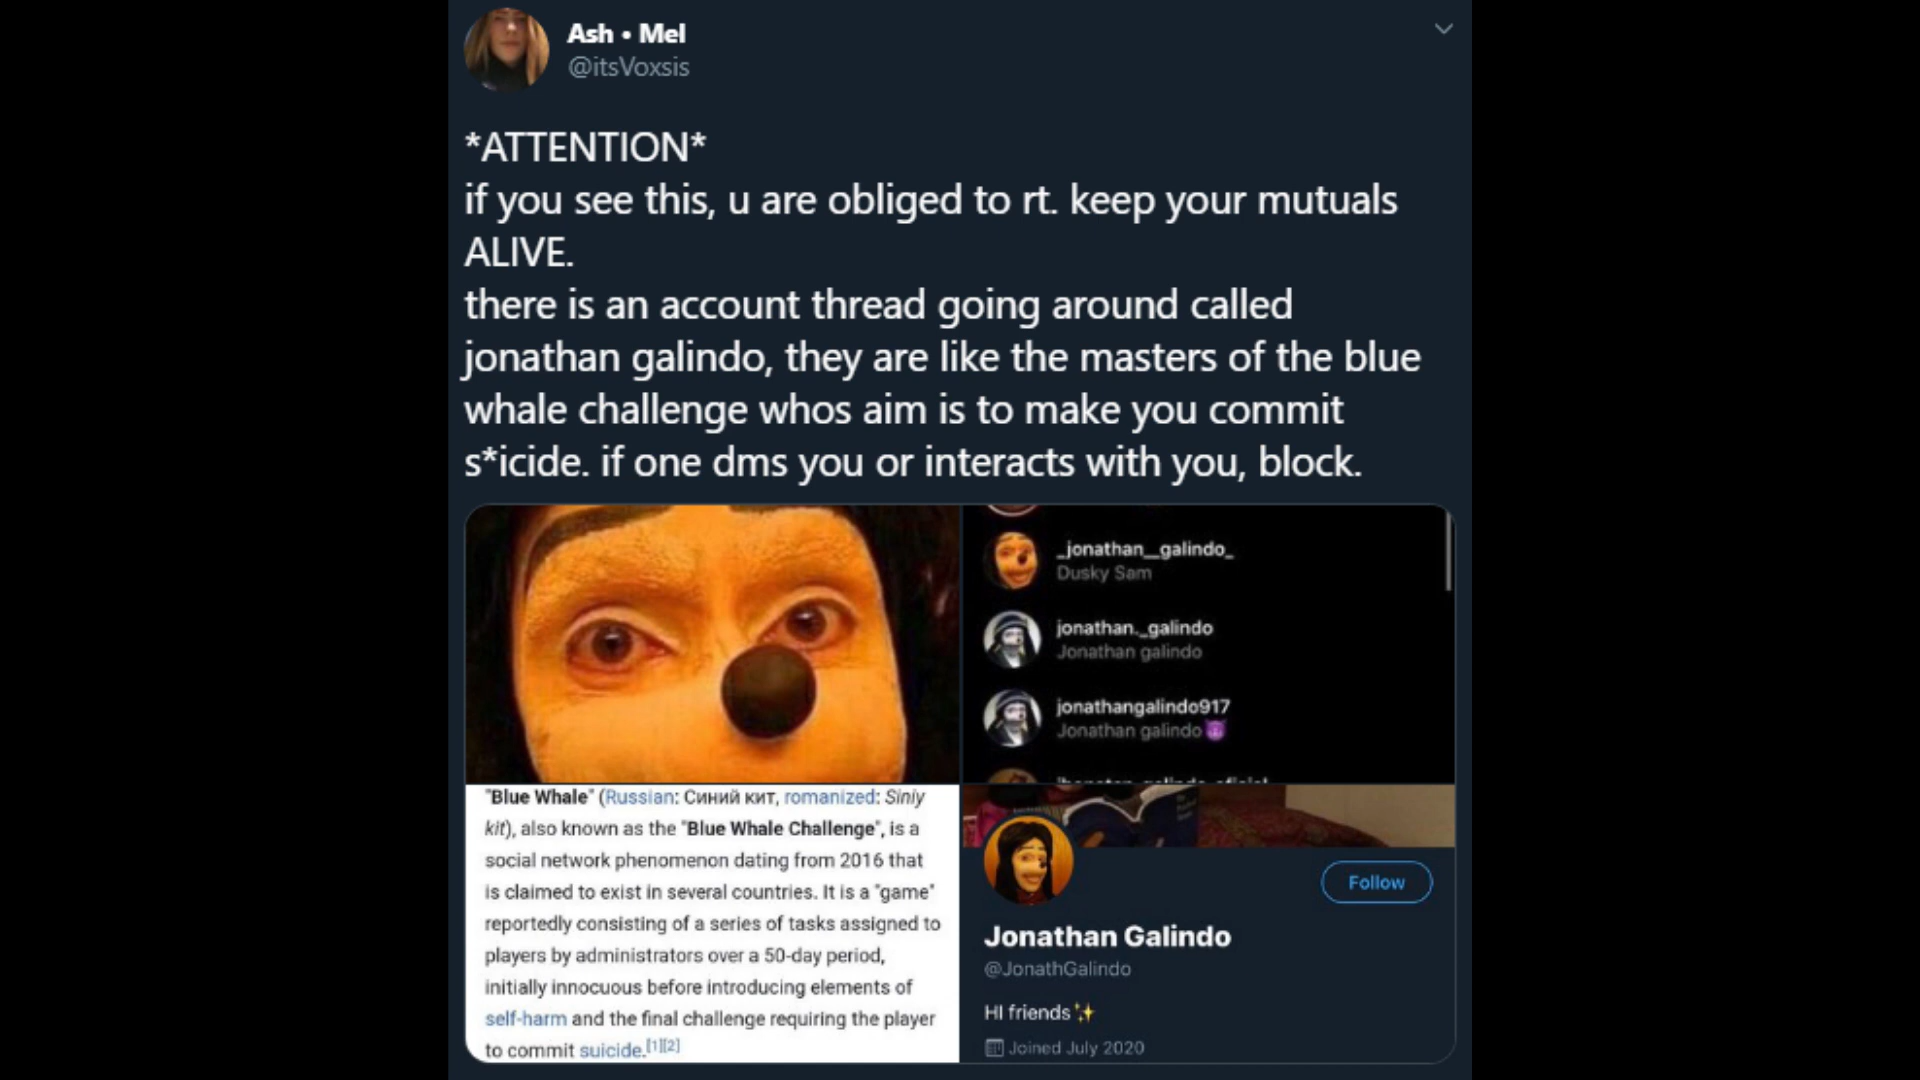 Ash • Mel
@itsVoxsis
*ATTENTION*
if you see this, u are obliged to rt. keep your mutuals
ALIVE.
there is an account thread going around called
jonathan galindo, they are like the masters of the blue
whale challenge whos aim is to make you commit
s*icide. if one dms you or interacts with you, block.
_jonathan__galindo_
Dusky Sam
jonathan._galindo
Jonathan galindo
jonathangalindo917
Jonathan galindo😈
"Blue Whale" (Russian: Синий кит, romanized: Siniy
kit), also known as the "Blue Whale Challenge", is a
social network phenomenon dating from 2016 that
is claimed to exist in several countries. It is a "game"
reportedly consisting of a series of tasks assigned to
players by administrators over a 50-day period,
initially innocuous before introducing elements of
self-harm and the final challenge requiring the player
to commit suicide.[1][2]
Follow
Jonathan Galindo
@JonathGalindo
HI friends✨
Joined July 2020